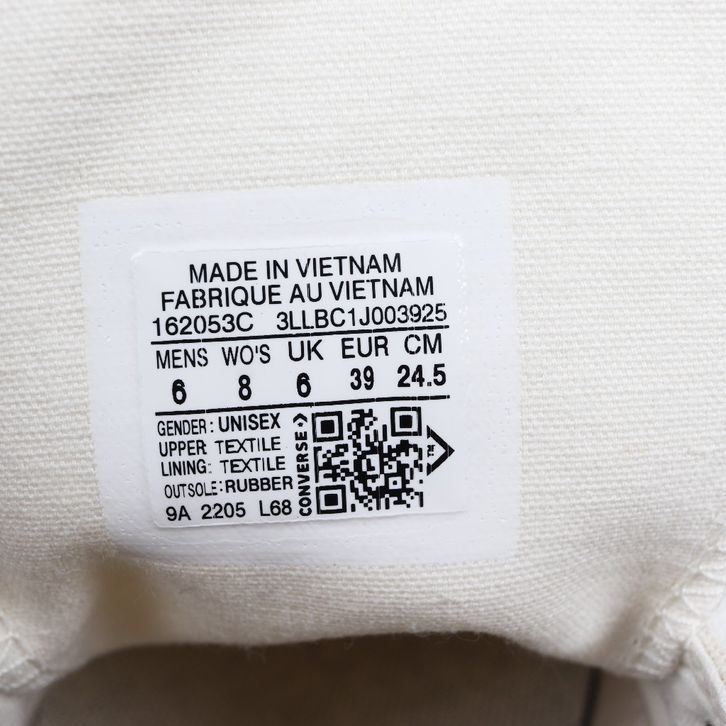 MADE IN VIETNAM
FABRIQUE AU VIETNAM
162053C 3LLBC1J003925
MENS WO'S UK EUR CM
6 8 6 39 24.5
GENDER: UNISEX
UPPER: TEXTILE
LINING: TEXTILE
OUTSOLE: RUBBER
9A 2205 L68
CONVERSE
TM